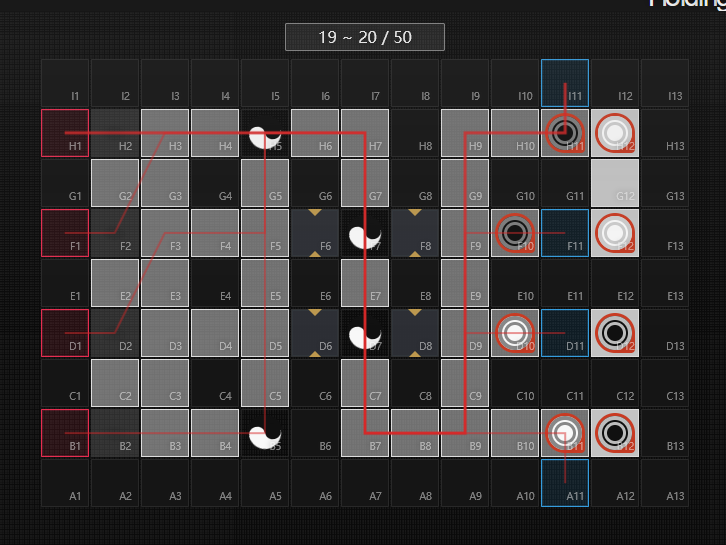 Holding
19 ~ 20 / 50
I1 I2 I3 I4 I5 I6 I7 I8 I9 I10 I11 I12 I13
H1 H2 H3 H4 H5 H6 H7 H8 H9 H10 H11 H12 H13
G1 G2 G3 G4 G5 G6 G7 G8 G9 G10 G11 G12 G13
F1 F2 F3 F4 F5 F6 F7 F8 F9 F10 F11 F12 F13
E1 E2 E3 E4 E5 E6 E7 E8 E9 E10 E11 E12 E13
D1 D2 D3 D4 D5 D6 D7 D8 D9 D10 D11 D12 D13
C1 C2 C3 C4 C5 C6 C7 C8 C9 C10 C11 C12 C13
B1 B2 B3 B4 B5 B6 B7 B8 B9 B10 B11 B12 B13
A1 A2 A3 A4 A5 A6 A7 A8 A9 A10 A11 A12 A13